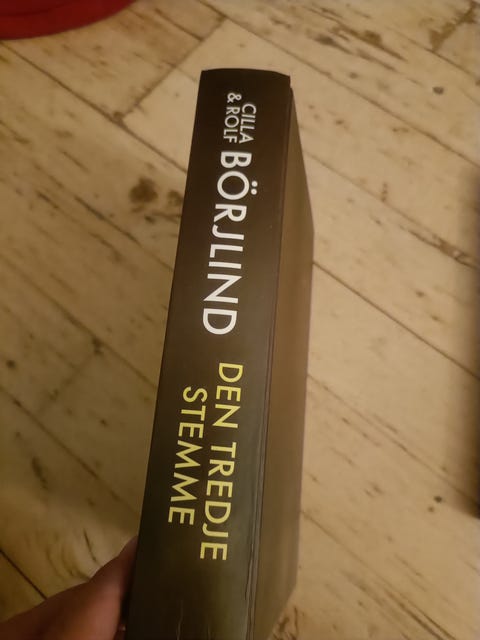 CILLA
& ROLF
BÖRJLIND
DEN TREDJE
STEMME